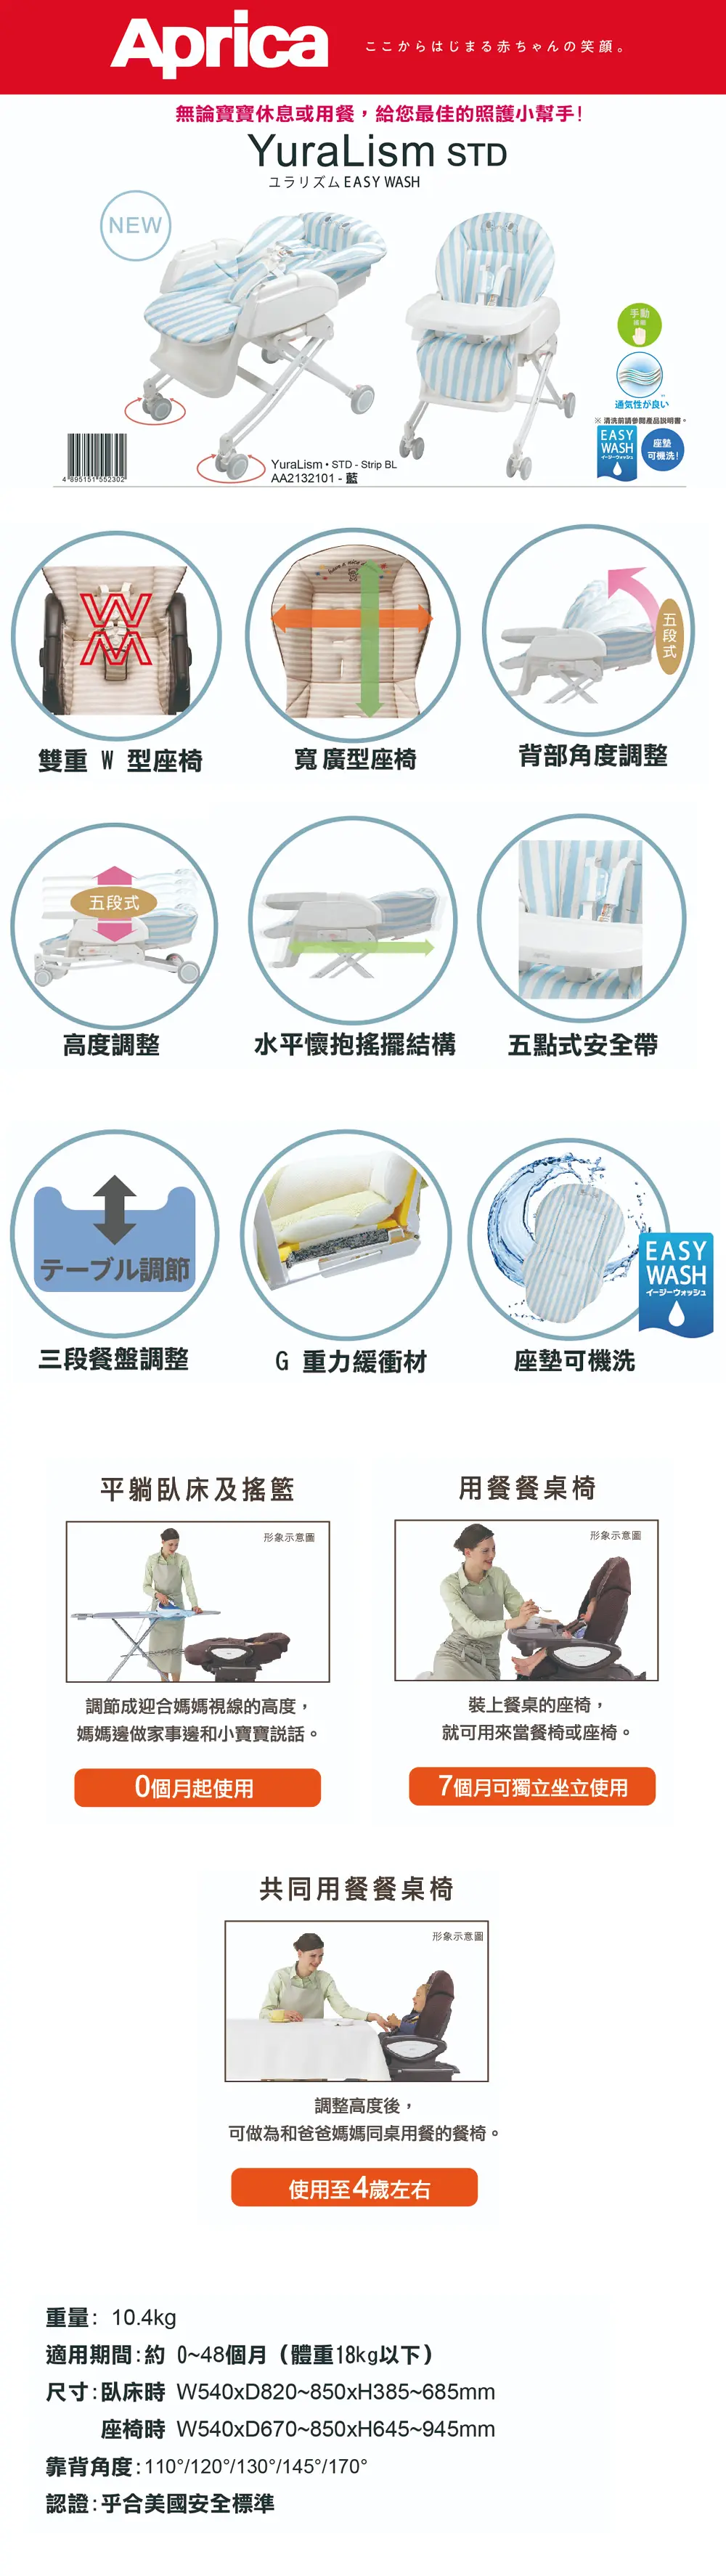 Aprica
ここからはじまる赤ちゃんの笑顔。
無論寶寶休息或用餐，給您最佳的照護小幫手!
YuraLism STD
ユラリズム EASY WASH
NEW
手動
通気性が良い
※ 清洗前請參閱產品說明書。
EASY
WASH
イージーウォッシュ
座墊
可機洗!
4 895151 552302
YuraLism • STD - Strip BL
AA2132101 - 藍
W
W
五段式
雙重 W 型座椅
寬廣型座椅
背部角度調整
五段式
高度調整
水平懷抱搖擺結構
五點式安全帶
テーブル調節
EASY
WASH
イージーウォッシュ
三段餐盤調整
G 重力緩衝材
座墊可機洗
平躺臥床及搖籃
形象示意圖
調節成迎合媽媽視線的高度，
媽媽邊做家事邊和小寶寶説話。
0個月起使用
用餐餐桌椅
形象示意圖
裝上餐桌的座椅，
就可用來當餐椅或座椅。
7個月可獨立坐立使用
共同用餐餐桌椅
形象示意圖
調整高度後，
可做為和爸爸媽媽同桌用餐的餐椅。
使用至4歲左右
重量: 10.4kg
適用期間:約 0~48個月（體重18kg以下）
尺寸:臥床時 W540xD820~850xH385~685mm
座椅時 W540xD670~850xH645~945mm
靠背角度:110°/120°/130°/145°/170°
認證:乎合美國安全標準